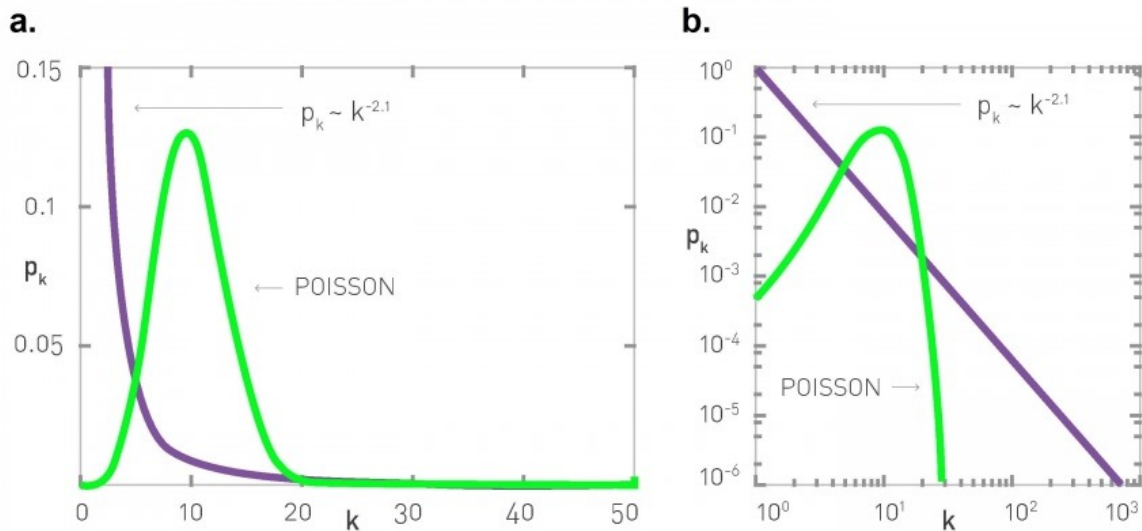 a.
0.15
0.1
0.05
p_k
p_k ~ k^-2.1
← POISSON
0 10 20 30 40 50
k
b.
10^0
10^-1
10^-2
10^-3
10^-4
10^-5
10^-6
p_k
p_k ~ k^-2.1
POISSON →
10^0 10^1 10^2 10^3
k